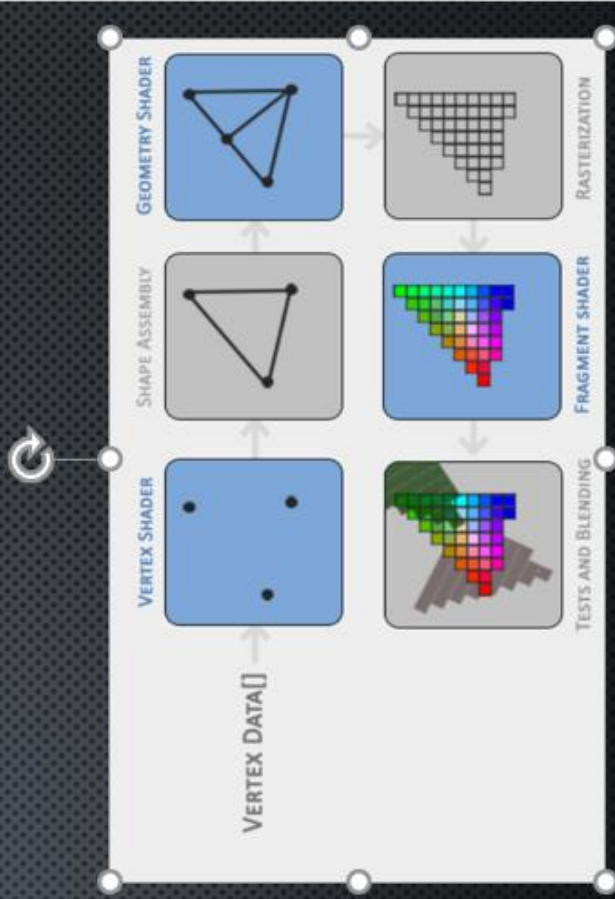 VERTEX DATA[]
VERTEX SHADER
SHAPE ASSEMBLY
GEOMETRY SHADER
RASTERIZATION
FRAGMENT SHADER
TESTS AND BLENDING